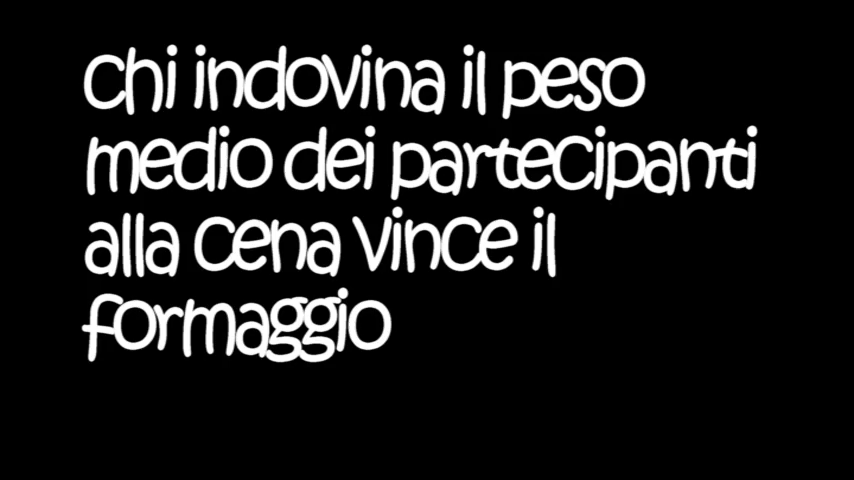 Chi indovina il peso
medio dei partecipanti
alla cena vince il
formaggio